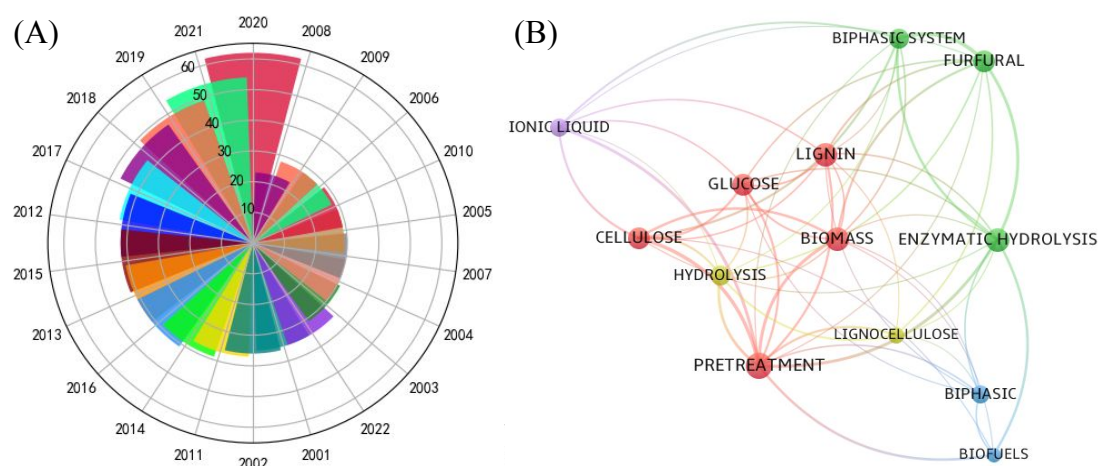 (A)
2020
2021
2008
2019
2009
2018
2006
2017
2010
2012
2005
2015
2007
2013
2004
2016
2003
2014
2022
2011
2001
2002
60
50
40
30
20
10
(B)
BIPHASIC SYSTEM
FURFURAL
IONIC LIQUID
LIGNIN
GLUCOSE
CELLULOSE
BIOMASS
ENZYMATIC HYDROLYSIS
HYDROLYSIS
LIGNOCELLULOSE
PRETREATMENT
BIPHASIC
BIOFUELS